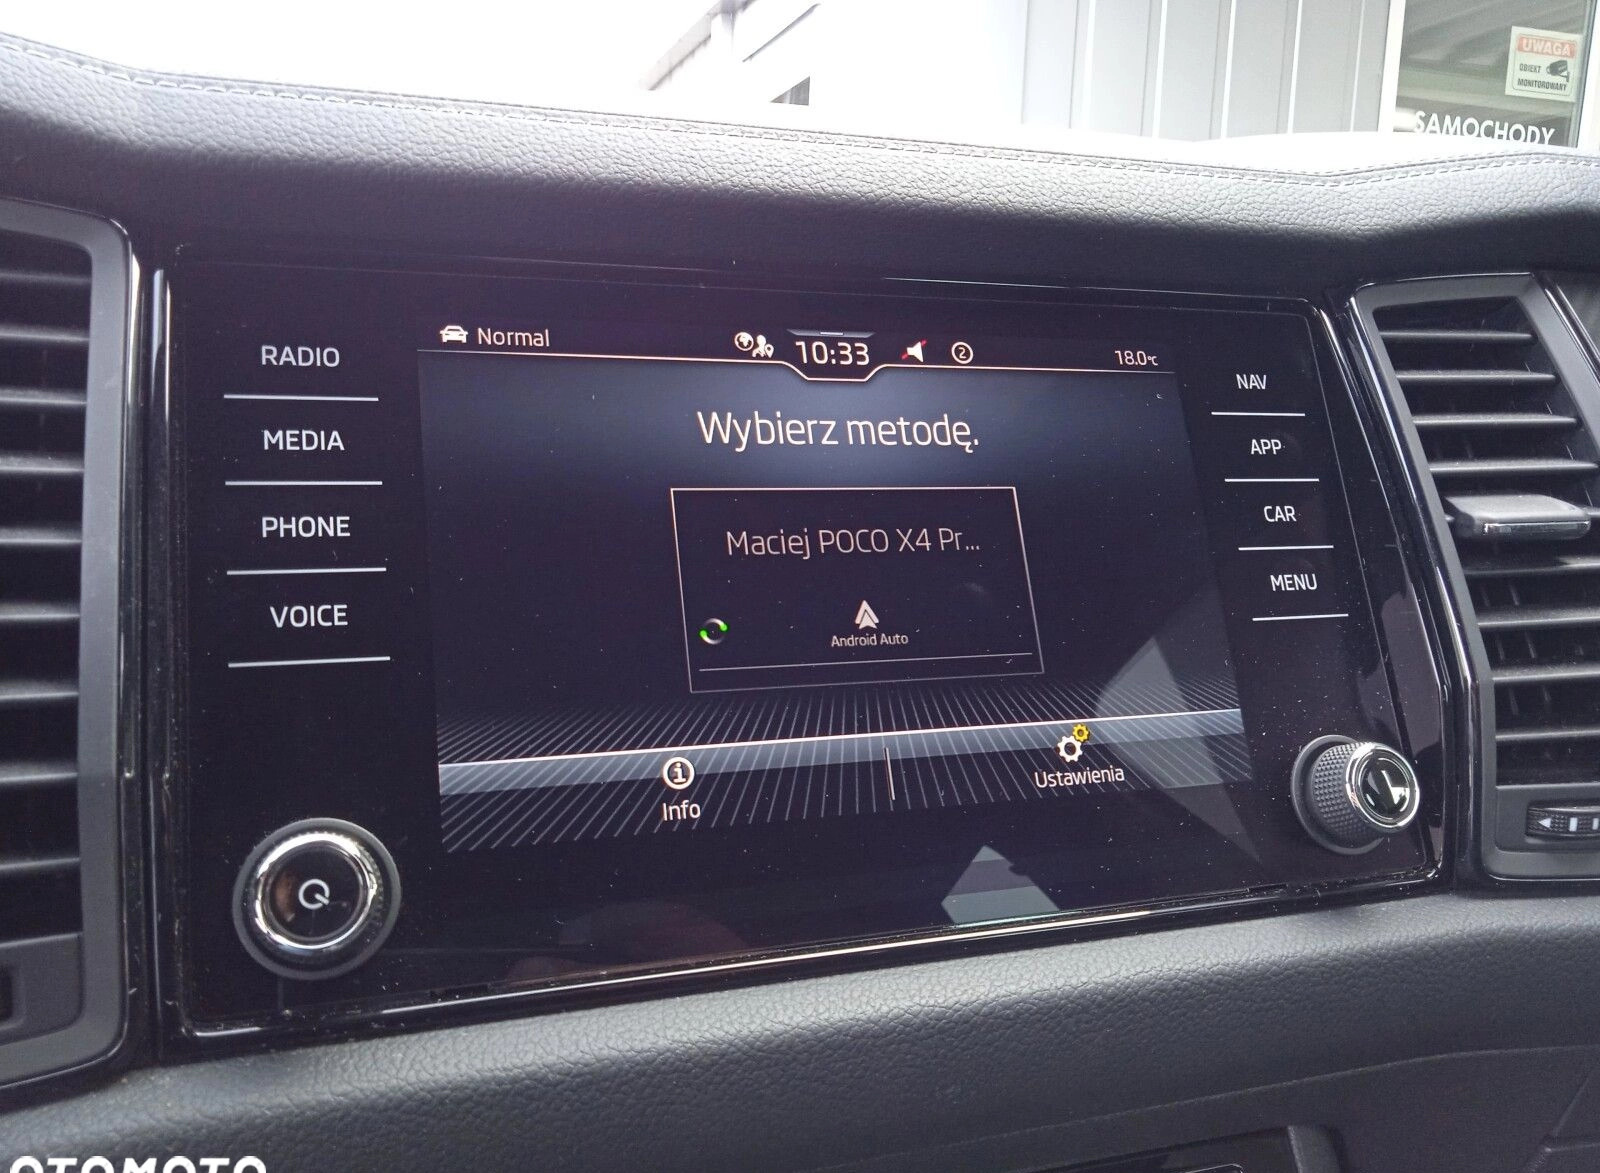 UWAGA
OBIEKT
MONITOROWANY
SAMOCHODY
RADIO
MEDIA
PHONE
VOICE
Normal
10:33
2
18.0°C
Wybierz metodę.
Maciej POCO X4 Pr...
Android Auto
Info
Ustawienia
NAV
APP
CAR
MENU
OTOMOTO